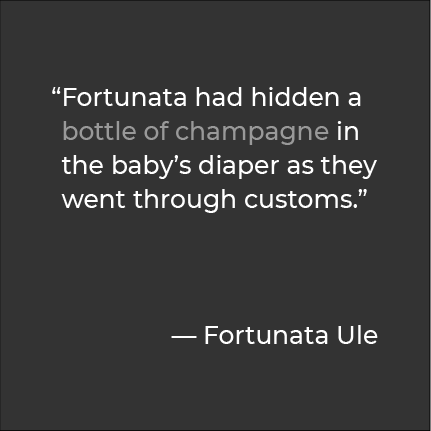 “Fortunata had hidden a
bottle of champagne in
the baby’s diaper as they
went through customs.”
— Fortunata Ule